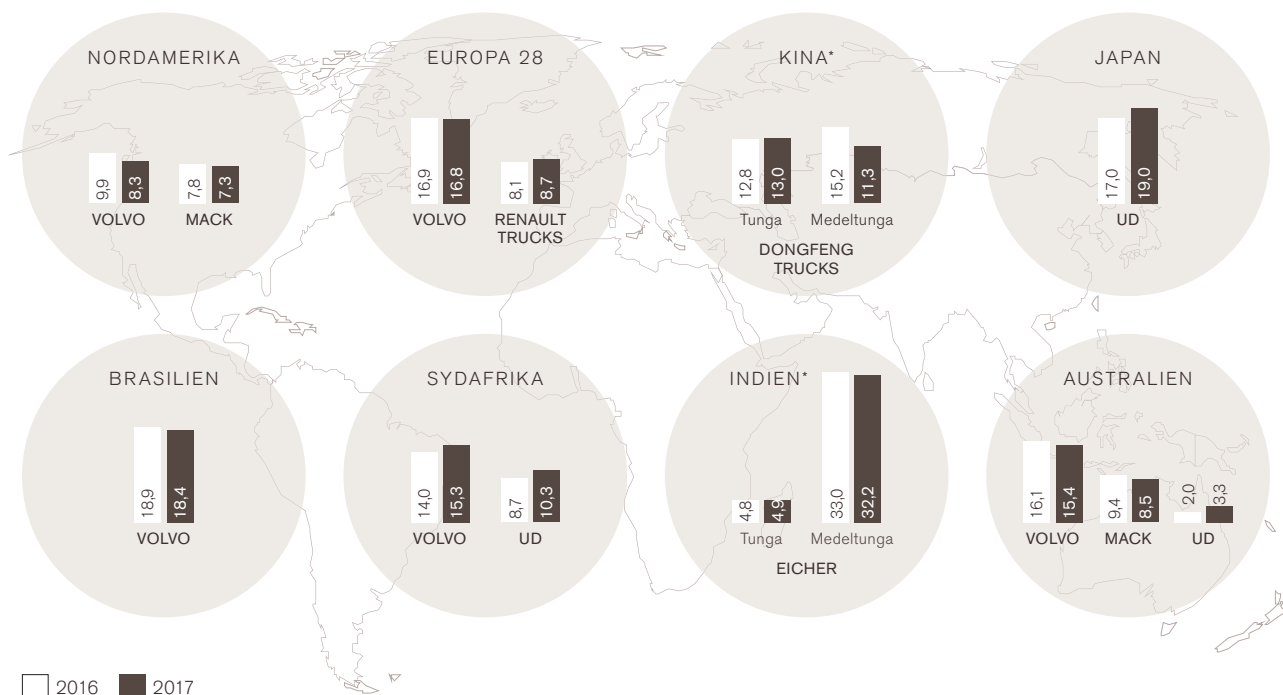 NORDAMERIKA
9,9
8,3
7,8
7,3
VOLVO
MACK
EUROPA 28
16,9
16,8
8,1
8,7
VOLVO
RENAULT
TRUCKS
KINA*
12,8
13,0
15,2
11,3
Tunga
Medeltunga
DONGFENG
TRUCKS
JAPAN
17,0
19,0
UD
BRASILIEN
18,9
18,4
VOLVO
SYDAFRIKA
14,0
15,3
8,7
10,3
VOLVO
UD
INDIEN*
4,8
4,9
33,0
32,2
Tunga
Medeltunga
EICHER
AUSTRALIEN
16,1
15,4
9,4
8,5
2,0
3,3
VOLVO
MACK
UD
2016
2017